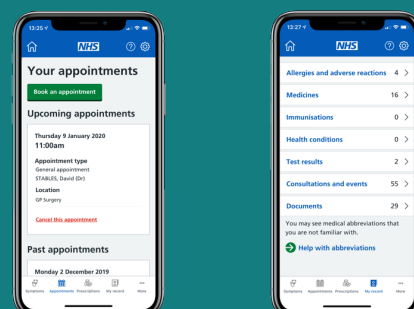 13:25
NHS
Your appointments
Book an appointment
Upcoming appointments
Thursday 9 January 2020
11:00am
Appointment type
General appointment
STABLES, David (Dr)
Location
GP Surgery
Cancel this appointment
Past appointments
Monday 2 December 2019
Symptoms Appointments Prescriptions My record More
13:27
NHS
Allergies and adverse reactions 4
Medicines 16
Immunisations 0
Health conditions 0
Test results 2
Consultations and events 55
Documents 29
You may see medical abbreviations that
you are not familiar with.
Help with abbreviations
Symptoms Appointments Prescriptions My record More